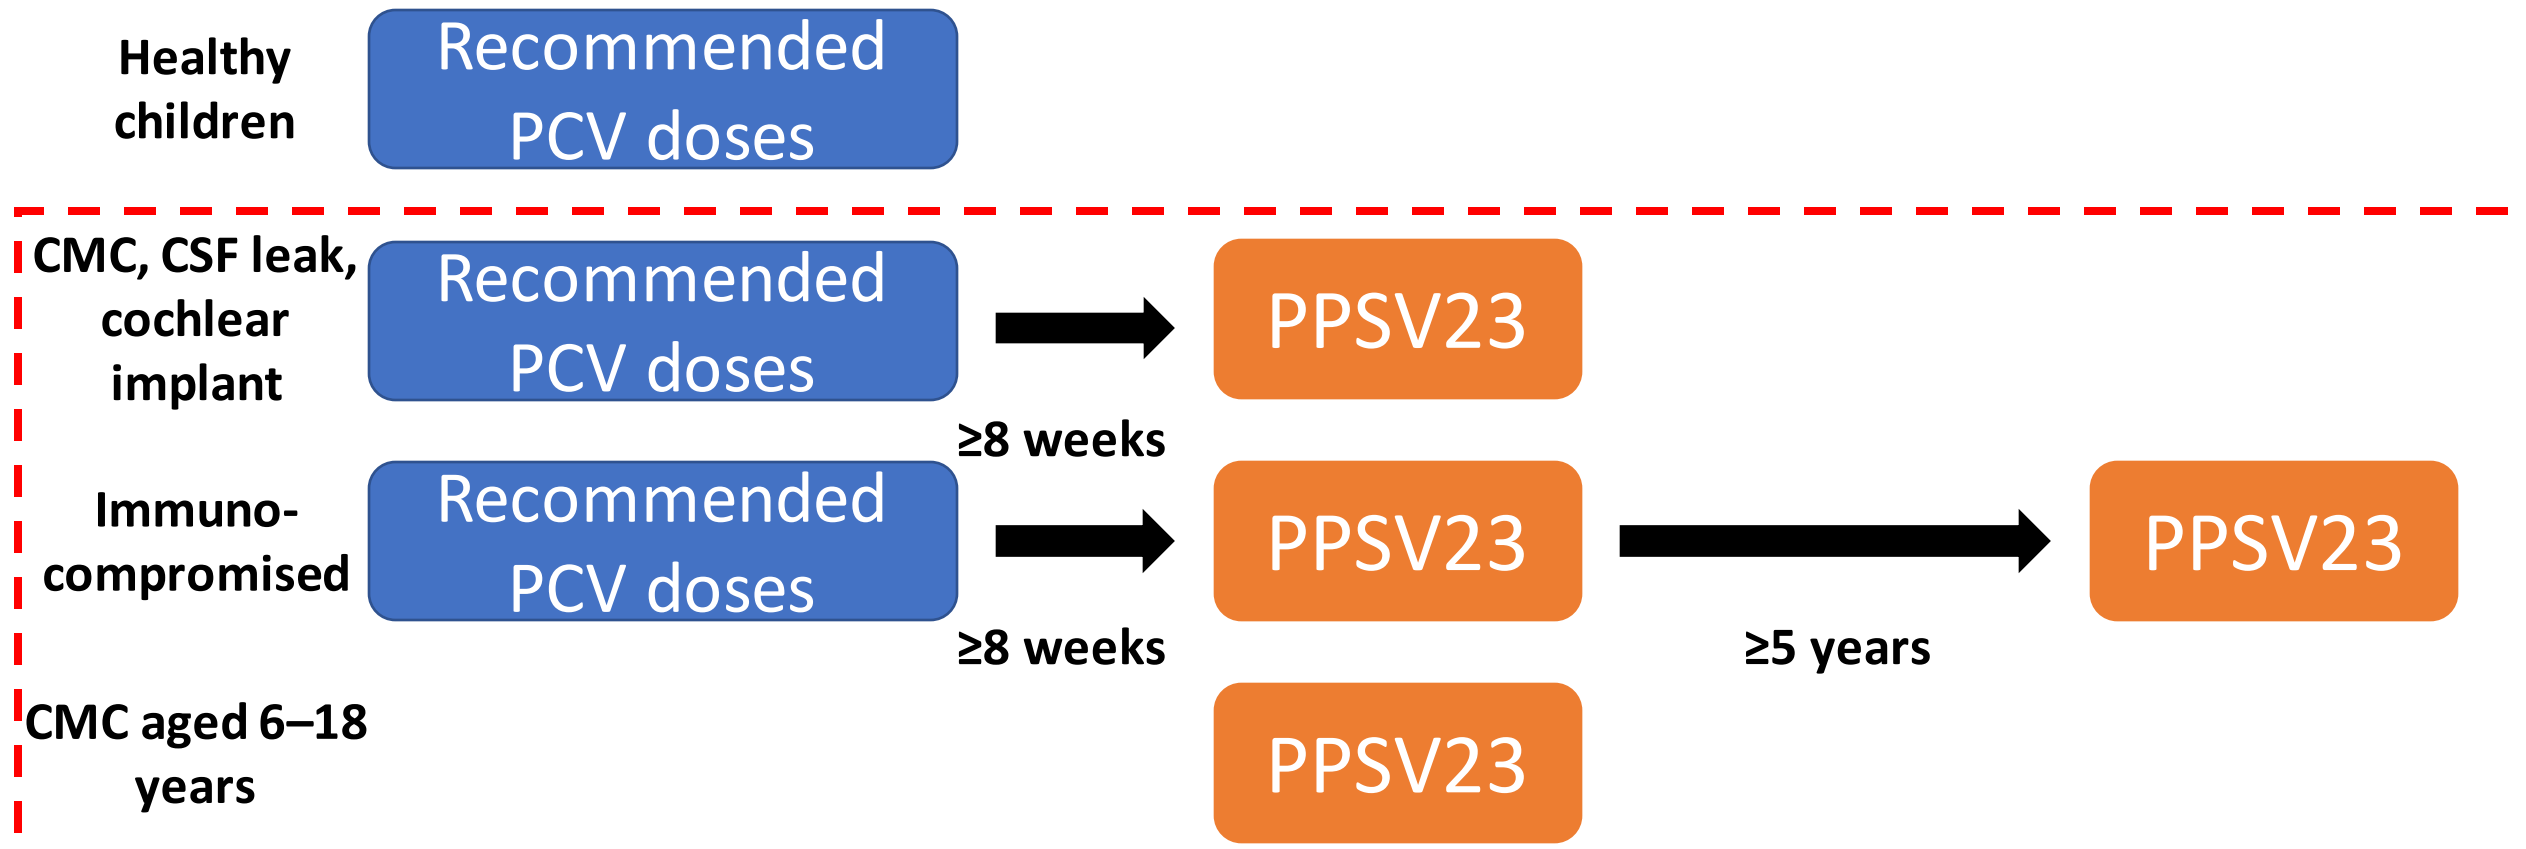 Healthy
children
Recommended
PCV doses
CMC, CSF leak,
cochlear
implant
Recommended
PCV doses
≥8 weeks
PPSV23
Immuno-
compromised
Recommended
PCV doses
≥8 weeks
PPSV23
≥5 years
PPSV23
CMC aged 6–18
years
PPSV23